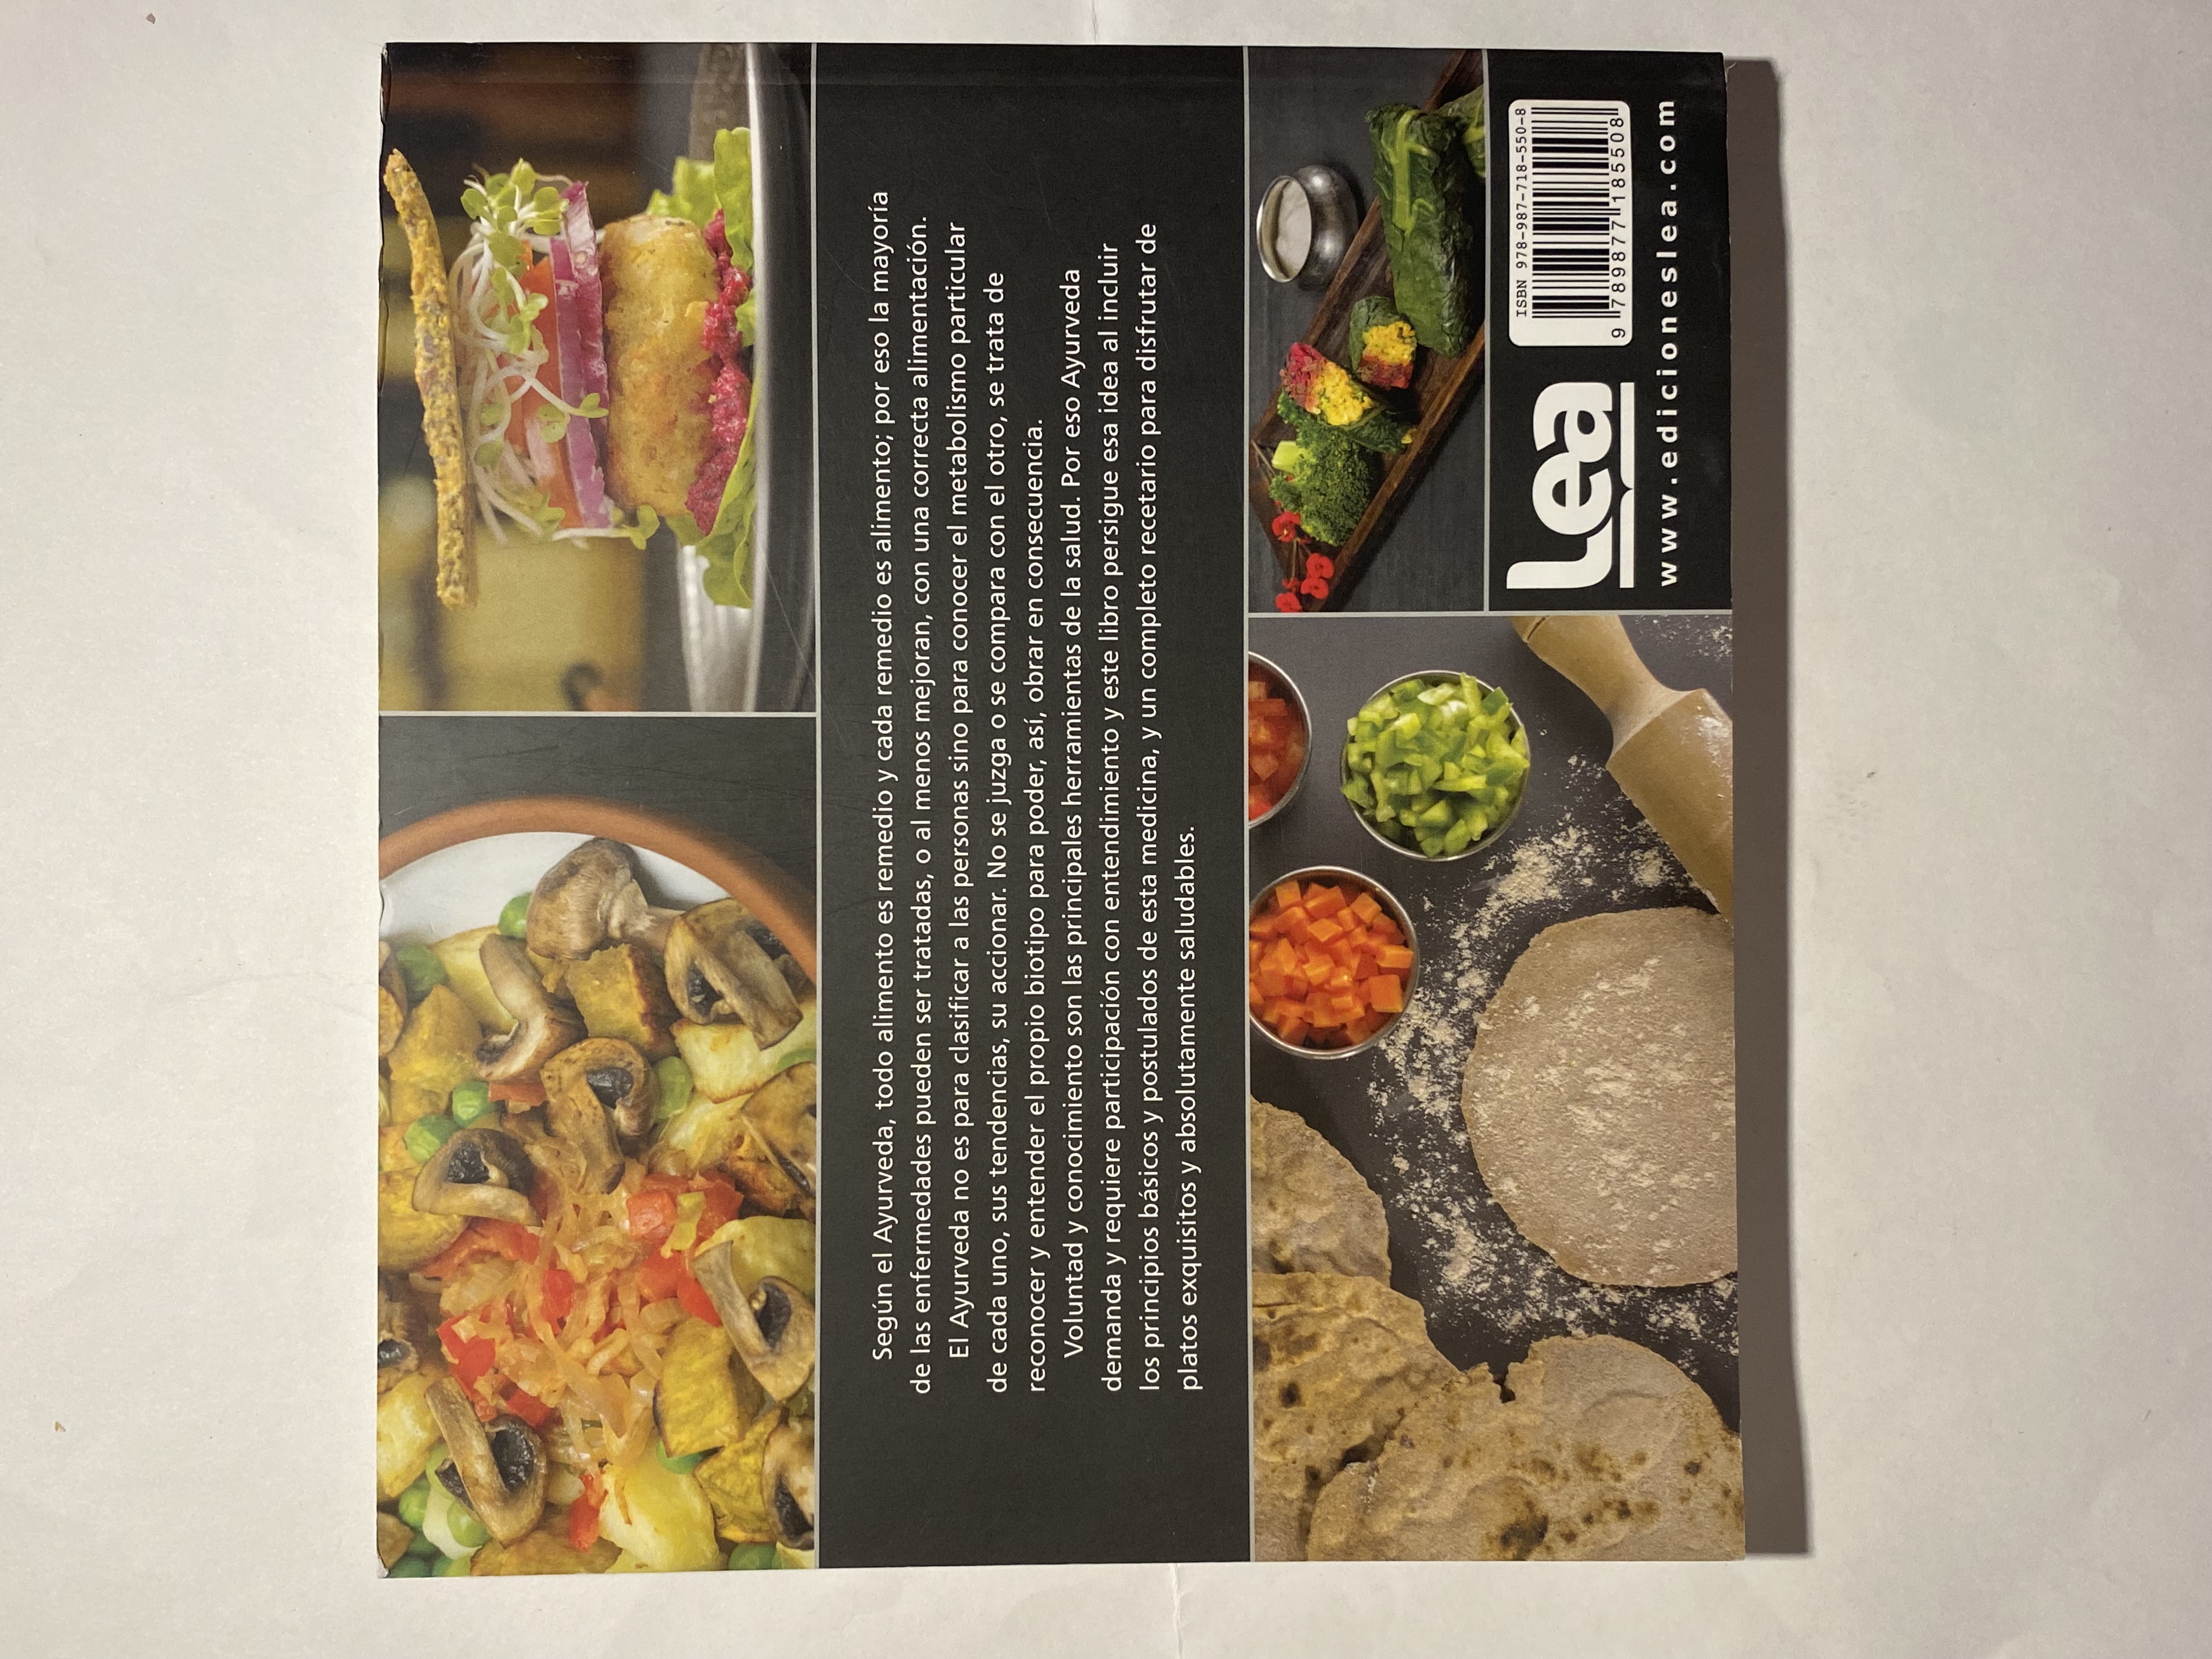 Según el Ayurveda, todo alimento es remedio y cada remedio es alimento; por eso la mayoría
de las enfermedades pueden ser tratadas, o al menos mejoran, con una correcta alimentación.
El Ayurveda no es para clasificar a las personas sino para conocer el metabolismo particular
de cada uno, sus tendencias, su accionar. No se juzga o se compara con el otro, se trata de
reconocer y entender el propio biotipo para poder, así, obrar en consecuencia.
Voluntad y conocimiento son las principales herramientas de la salud. Por eso Ayurveda
demanda y requiere participación con entendimiento y este libro persigue esa idea al incluir
los principios básicos y postulados de esta medicina, y un completo recetario para disfrutar de
platos exquisitos y absolutamente saludables.
Lea
ISBN 978-987-718-550-8
9 789877 185508
www.edicioneslea.com